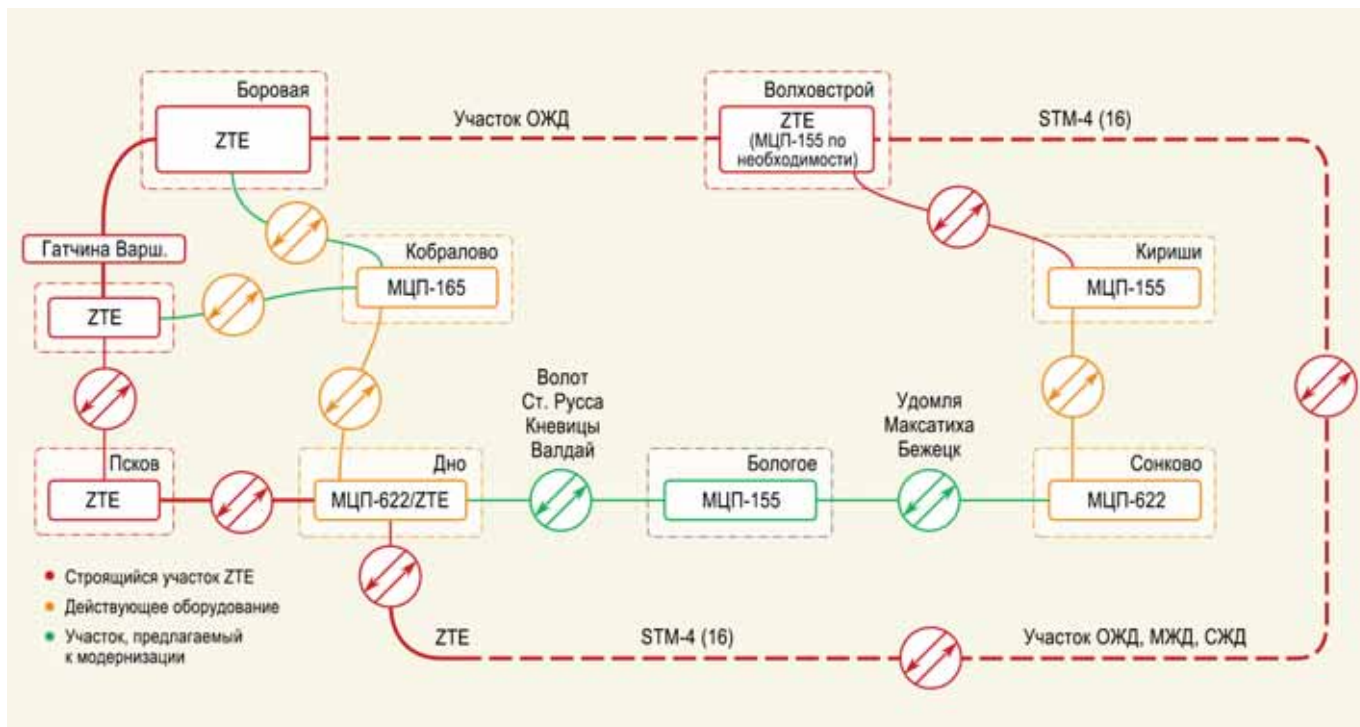 Боровая
ZTE
Участок ОЖД
Волховстрой
ZTE
(МЦП-155 по
необходимости)
STM-4 (16)
Гатчина Варш.
ZTE
Кобралово
МЦП-165
Кириши
МЦП-155
Волот
Ст. Русса
Кневицы
Валдай
Удомля
Максатиха
Бежецк
Псков
ZTE
Дно
МЦП-622/ZTE
Бологое
МЦП-155
Сонково
МЦП-622
Строящийся участок ZTE
Действующее оборудование
Участок, предлагаемый
к модернизации
ZTE
STM-4 (16)
Участок ОЖД, МЖД, СЖД